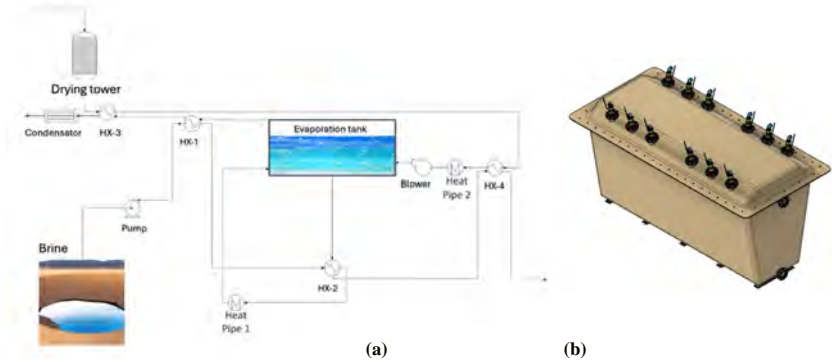 Drying tower
Condensator
HX-3
HX-1
Evaporation tank
Blower
Heat
Pipe 2
HX-4
Pump
Brine
HX-2
Heat
Pipe 1
(a)
(b)